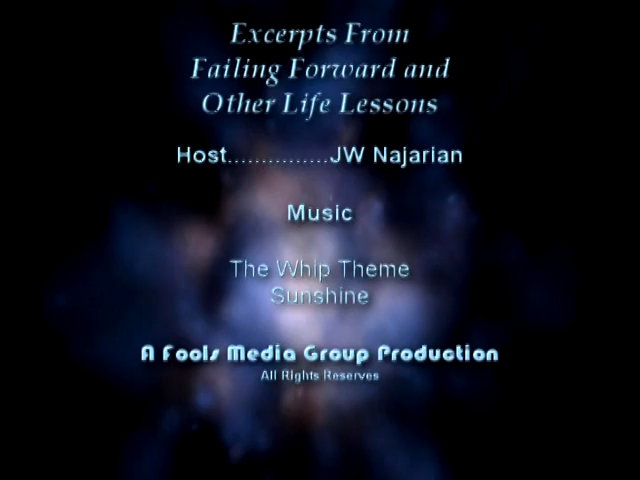 Excerpts From
Failing Forward and
Other Life Lessons
Host...............JW Najarian
Music
The Whip Theme
Sunshine
A Fools Media Group Production
All Rights Reserves